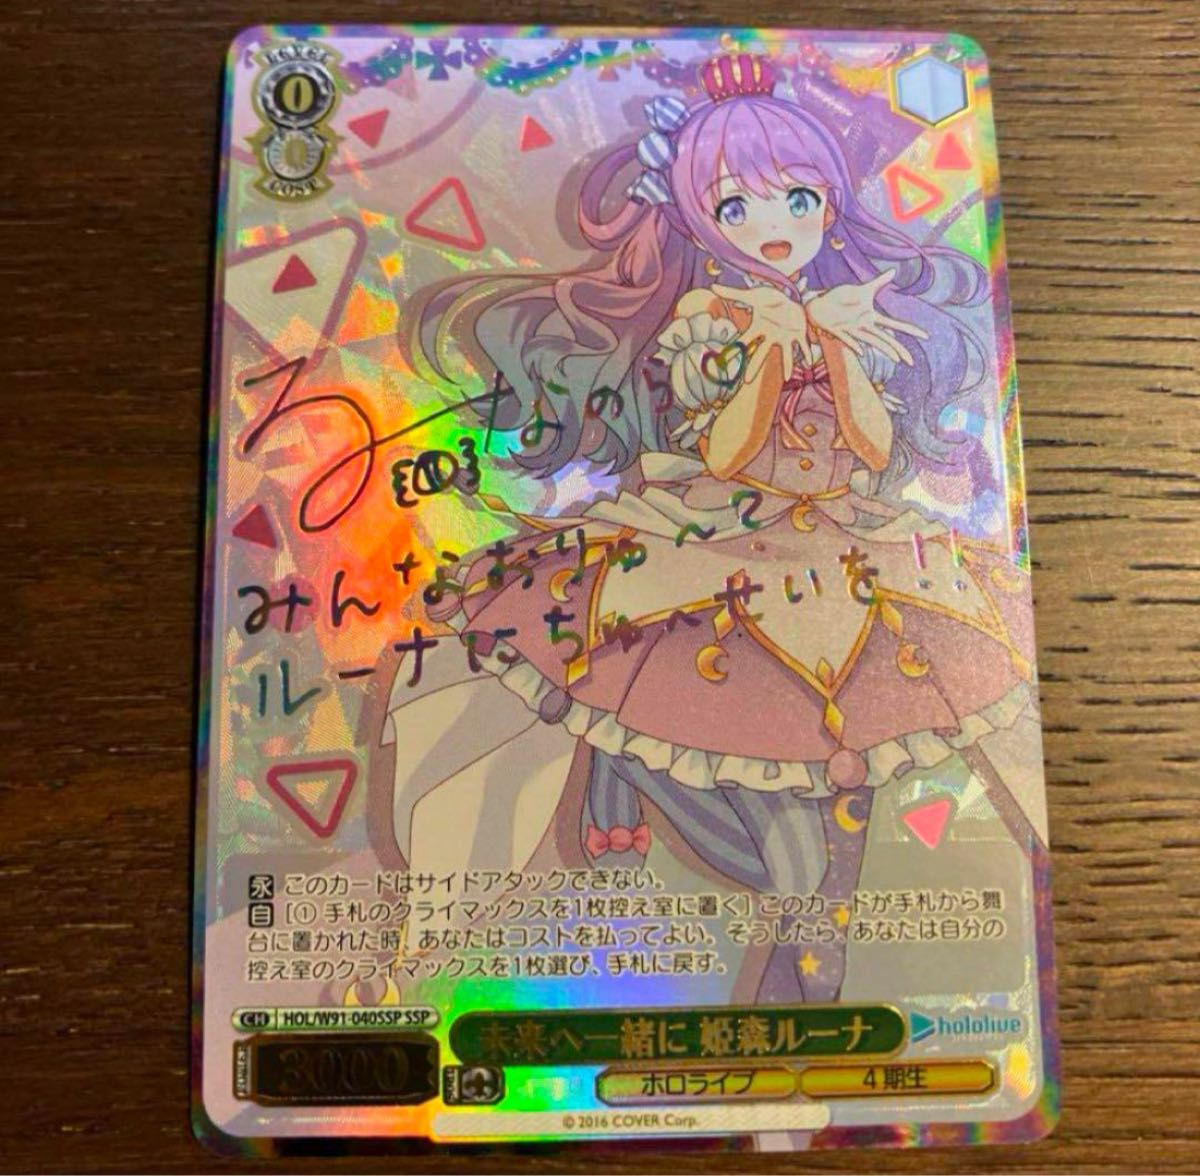 LEVEL
0
0
COST
るーなのら♡
みんなおりゅ〜?
ルーナにちゅ〜せいを!!
永 このカードはサイドアタックできない。
自 [① 手札のクライマックスを1枚控え室に置く] このカードが手札から舞
台に置かれた時、あなたはコストを払ってよい。そうしたら、あなたは自分の
控え室のクライマックスを1枚選び、手札に戻す。
CH HOL/W91-040SSP SSP
未来へ一緒に 姫森ルーナ
hololive
POWER
3000
SOUL
ホロライブ
4期生
© 2016 COVER Corp.